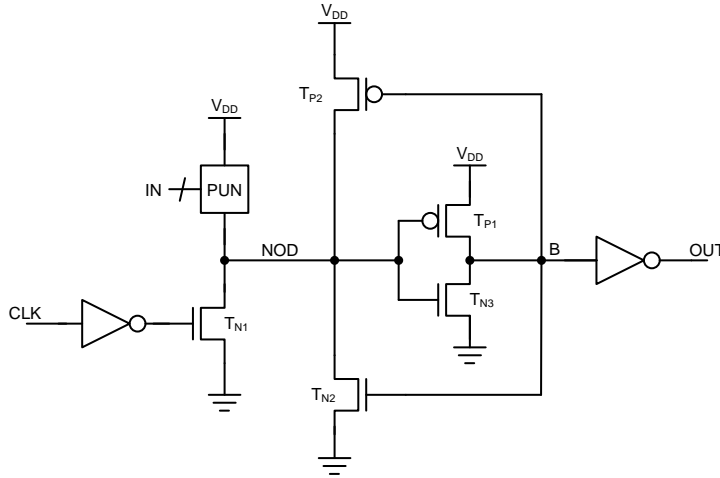 VDD
TP2
VDD
VDD
IN
PUN
TP1
NOD
B
OUT
CLK
TN1
TN3
TN2